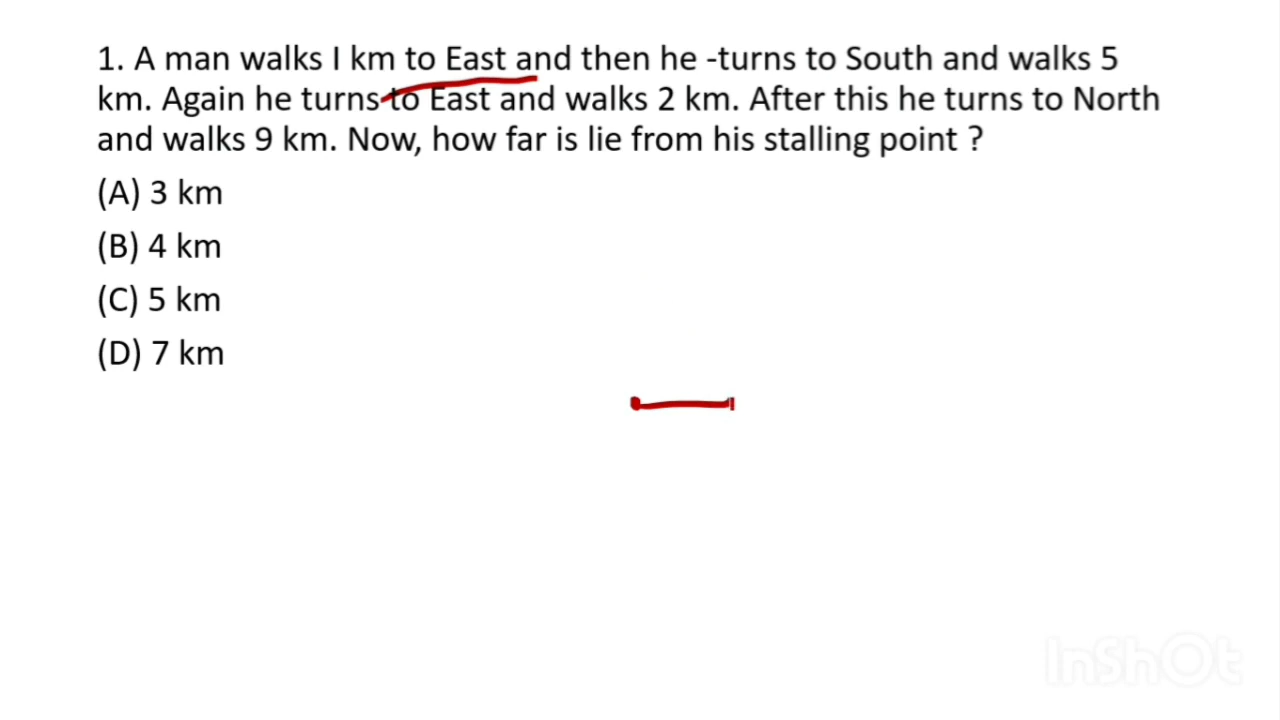 1. A man walks I km to East and then he -turns to South and walks 5
km. Again he turns to East and walks 2 km. After this he turns to North
and walks 9 km. Now, how far is lie from his stalling point ?
(A) 3 km
(B) 4 km
(C) 5 km
(D) 7 km
InShOt